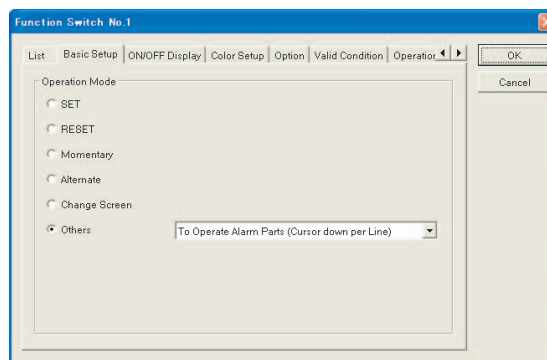 Function Switch No.1
List Basic Setup ON/OFF Display Color Setup Option Valid Condition Operation
OK
Cancel
Operation Mode
SET
RESET
Momentary
Alternate
Change Screen
Others To Operate Alarm Parts (Cursor down per Line)